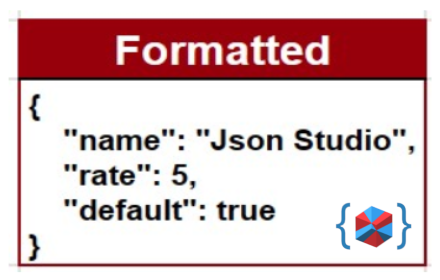 Formatted
{
"name": "Json Studio",
"rate": 5,
"default": true
}
{}